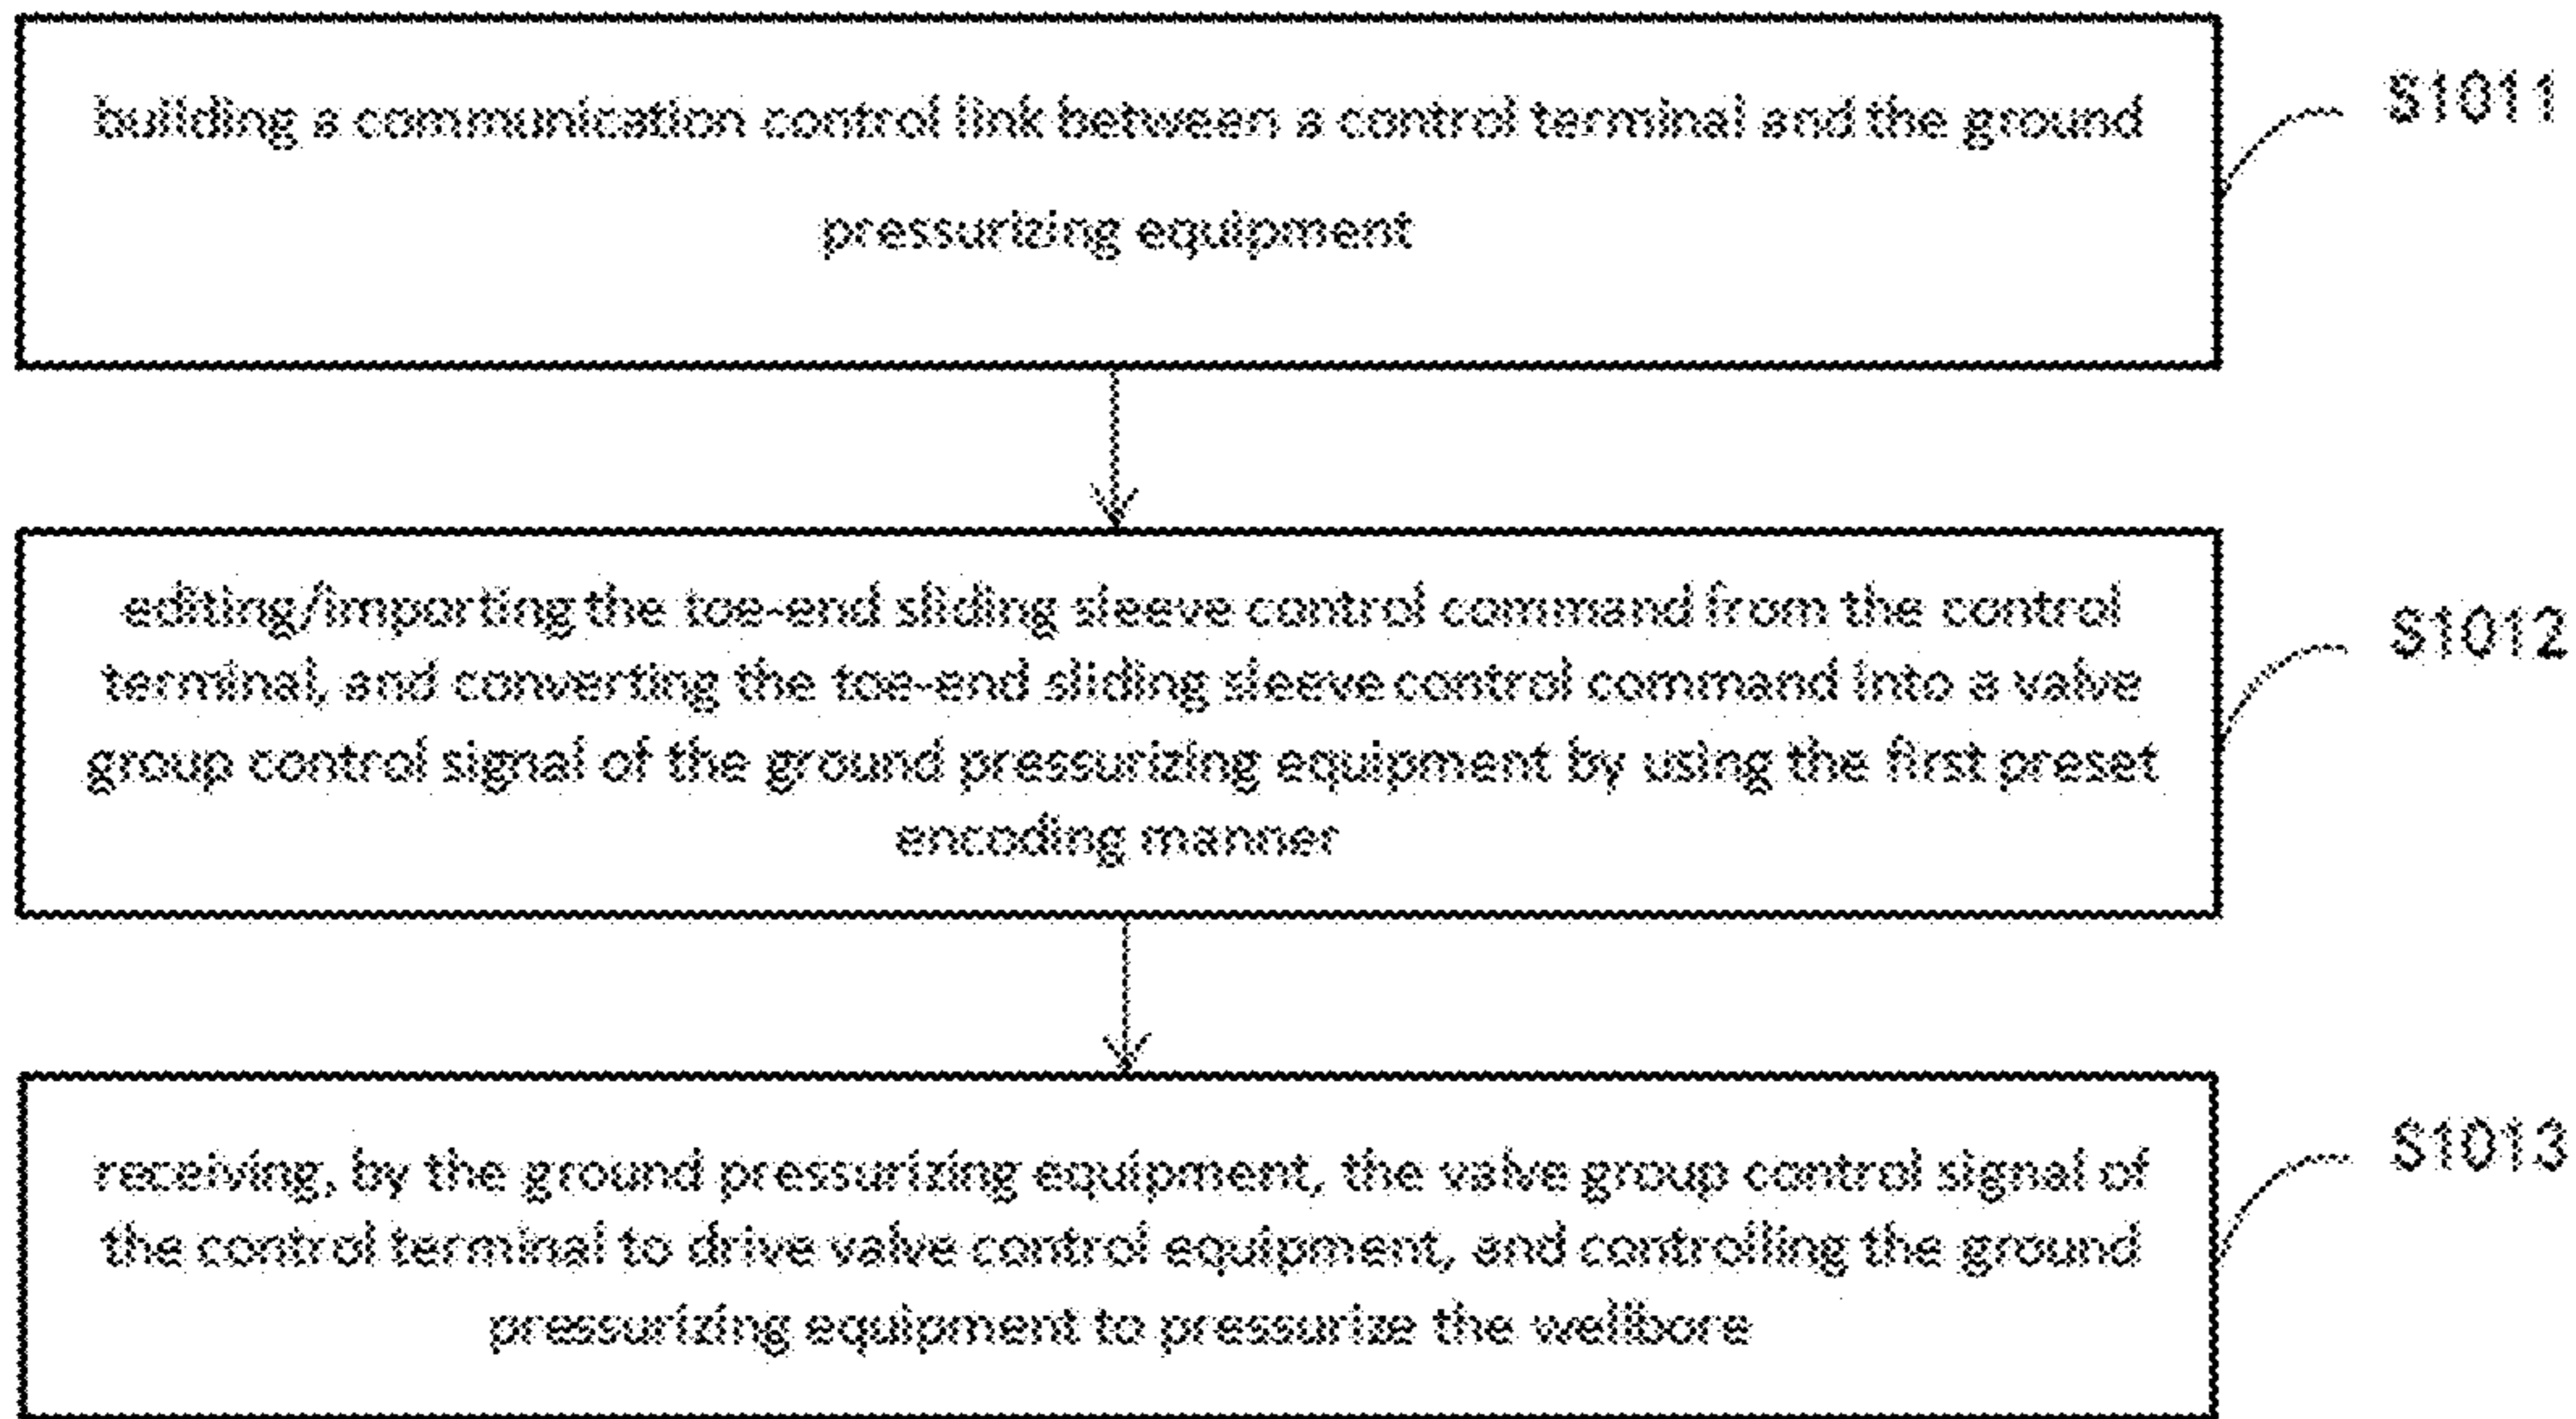 building a communication control link between a control terminal and the ground
pressurizing equipment
S1011
editing/importing the toe-end sliding sleeve control command from the control
terminal, and converting the toe-end sliding sleeve control command into a valve
group control signal of the ground pressurizing equipment by using the first preset
encoding manner
S1012
receiving, by the ground pressurizing equipment, the valve group control signal of
the control terminal to drive valve control equipment, and controlling the ground
pressurizing equipment to pressurize the wellbore
S1013